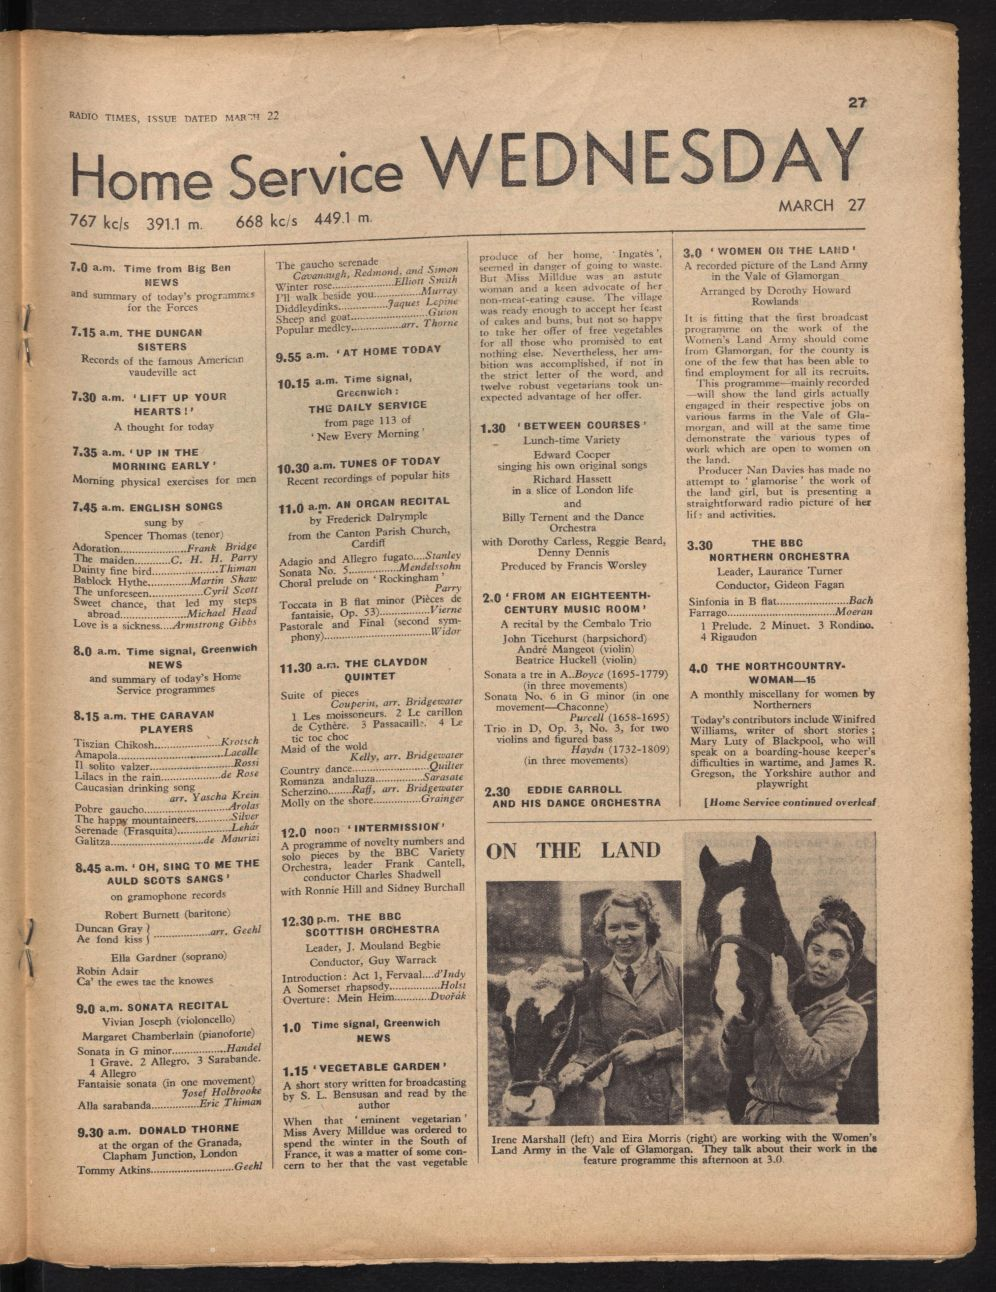 RADIO TIMES, ISSUE DATED MARCH 22
27
Home Service WEDNESDAY
767 kc/s 391.1 m. 668 kc/s 449.1 m.
MARCH 27
7.0 a.m. Time from Big Ben
NEWS
and summary of today's programmes
for the Forces
7.15 a.m. THE DUNCAN
SISTERS
Records of the famous American
vaudeville act
7.30 a.m. 'LIFT UP YOUR
HEARTS!'
A thought for today
7.35 a.m. 'UP IN THE
MORNING EARLY'
Morning physical exercises for men
7.45 a.m. ENGLISH SONGS
sung by
Spencer Thomas (tenor)
Adoration....................Frank Bridge
The maiden...........C. H. H. Parry
Dainty fine bird....................Thiman
Bablock Hythe............Martin Shaw
The unforeseen................Cyril Scott
Sweet chance, that led my steps
abroad....................Michael Head
Love is a sickness....Armstrong Gibbs
8.0 a.m. Time signal, Greenwich
NEWS
and summary of today's Home
Service programmes
8.15 a.m. THE CARAVAN
PLAYERS
Tiszian Chikosh....................Krotsch
Amapola................................Lacalle
Il solito valzer.........................Rossi
Lilacs in the rain..................de Rose
Caucasian drinking song
arr. Yascha Krein
Pobre gaucho.........................Arolas
The happy mountaineers...........Silver
Serenade (Frasquita)................Lehár
Galitza............................de Maurizi
8.45 a.m. 'OH, SING TO ME THE
AULD SCOTS SANGS'
on gramophone records
Robert Burnett (baritone)
Duncan Gray }
Ae fond kiss } .................arr. Geehl
Ella Gardner (soprano)
Robin Adair
Ca' the ewes tae the knowes
9.0 a.m. SONATA RECITAL
Vivian Joseph (violoncello)
Margaret Chamberlain (pianoforte)
Sonata in G minor.................Handel
1 Grave. 2 Allegro. 3 Sarabande.
4 Allegro
Fantaisie sonata (in one movement)
Josef Holbrooke
Alla sarabanda...............Eric Thiman
9.30 a.m. DONALD THORNE
at the organ of the Granada,
Clapham Junction, London
Tommy Atkins.........................Geehl
The gaucho serenade
Cavanaugh, Redmond, and Simon
Winter rose...................Elliott Smith
I'll walk beside you..............Murray
Diddleydinks................Jaques Lepine
Sheep and goat.......................Guion
Popular medley...............arr. Thorne
9.55 a.m. 'AT HOME TODAY
10.15 a.m. Time signal,
Greenwich:
THE DAILY SERVICE
from page 113 of
'New Every Morning'
10.30 a.m. TUNES OF TODAY
Recent recordings of popular hits
11.0 a.m. AN ORGAN RECITAL
by Frederick Dalrymple
from the Canton Parish Church,
Cardiff
Adagio and Allegro fugato....Stanley
Sonata No. 5...............Mendelssohn
Choral prelude on 'Rockingham'
Parry
Toccata in B flat minor (Pièces de
fantaisie, Op. 53)...............Vierne
Pastorale and Final (second sym-
phony)................................Widor
11.30 a.m. THE CLAYDON
QUINTET
Suite of pieces
Couperin, arr. Bridgewater
1 Les moissoneurs. 2 Le carillon
de Cythère. 3 Passacaille. 4 Le
tic toc choc
Maid of the wold
Kelly, arr. Bridgewater
Country dance........................Quilter
Romanza andaluza...............Sarasate
Scherzino.......Raff, arr. Bridgewater
Molly on the shore..............Grainger
12.0 noon 'INTERMISSION'
A programme of novelty numbers and
solo pieces by the BBC Variety
Orchestra, leader Frank Cantell,
conductor Charles Shadwell
with Ronnie Hill and Sidney Burchall
12.30 p.m. THE BBC
SCOTTISH ORCHESTRA
Leader, J. Mouland Begbie
Conductor, Guy Warrack
Introduction: Act 1, Fervaal....d'Indy
A Somerset rhapsody................Holst
Overture: Mein Heim............Dvořák
1.0 Time signal, Greenwich
NEWS
1.15 'VEGETABLE GARDEN'
A short story written for broadcasting
by S. L. Bensusan and read by the
author
When that 'eminent vegetarian'
Miss Avery Milldue was ordered to
spend the winter in the South of
France, it was a matter of some con-
cern to her that the vast vegetable
produce of her home, 'Ingates',
seemed in danger of going to waste.
But Miss Milldue was an astute
woman and a keen advocate of her
non-meat-eating cause. The village
was ready enough to accept her feast
of cakes and buns, but not so happy
to take her offer of free vegetables
for all those who promised to eat
nothing else. Nevertheless, her am-
bition was accomplished, if not in
the strict letter of the word, and
twelve robust vegetarians took un-
expected advantage of her offer.
1.30 'BETWEEN COURSES'
Lunch-time Variety
Edward Cooper
singing his own original songs
Richard Hassett
in a slice of London life
and
Billy Ternent and the Dance
Orchestra
with Dorothy Carless, Reggie Beard,
Denny Dennis
Produced by Francis Worsley
2.0 'FROM AN EIGHTEENTH-
CENTURY MUSIC ROOM'
A recital by the Cembalo Trio
John Ticehurst (harpsichord)
André Mangeot (violin)
Beatrice Huckell (violin)
Sonata a tre in A..Boyce (1695-1779)
(in three movements)
Sonata No. 6 in G minor (in one
movement—Chaconne)
Purcell (1658-1695)
Trio in D, Op. 3, No. 3, for two
violins and figured bass
Haydn (1732-1809)
(in three movements)
2.30 EDDIE CARROLL
AND HIS DANCE ORCHESTRA
3.0 'WOMEN ON THE LAND'
A recorded picture of the Land Army
in the Vale of Glamorgan
Arranged by Dorothy Howard
Rowlands
It is fitting that the first broadcast
programme on the work of the
Women's Land Army should come
from Glamorgan, for the county is
one of the few that has been able to
find employment for all its recruits.
This programme—mainly recorded
—will show the land girls actually
engaged in their respective jobs on
various farms in the Vale of Gla-
morgan, and will at the same time
demonstrate the various types of
work which are open to women on
the land.
Producer Nan Davies has made no
attempt to 'glamorise' the work of
the land girl, but is presenting a
straightforward radio picture of her
life and activities.
3.30 THE BBC
NORTHERN ORCHESTRA
Leader, Laurance Turner
Conductor, Gideon Fagan
Sinfonia in B flat......................Bach
Farrago................................Moeran
1 Prelude. 2 Minuet. 3 Rondino.
4 Rigaudon
4.0 THE NORTHCOUNTRY-
WOMAN—15
A monthly miscellany for women by
Northerners
Today's contributors include Winifred
Williams, writer of short stories;
Mary Luty of Blackpool, who will
speak on a boarding-house keeper's
difficulties in wartime, and James R.
Gregson, the Yorkshire author and
playwright
[Home Service continued overleaf
ON THE LAND
Irene Marshall (left) and Eira Morris (right) are working with the Women's
Land Army in the Vale of Glamorgan. They talk about their work in the
feature programme this afternoon at 3.0.